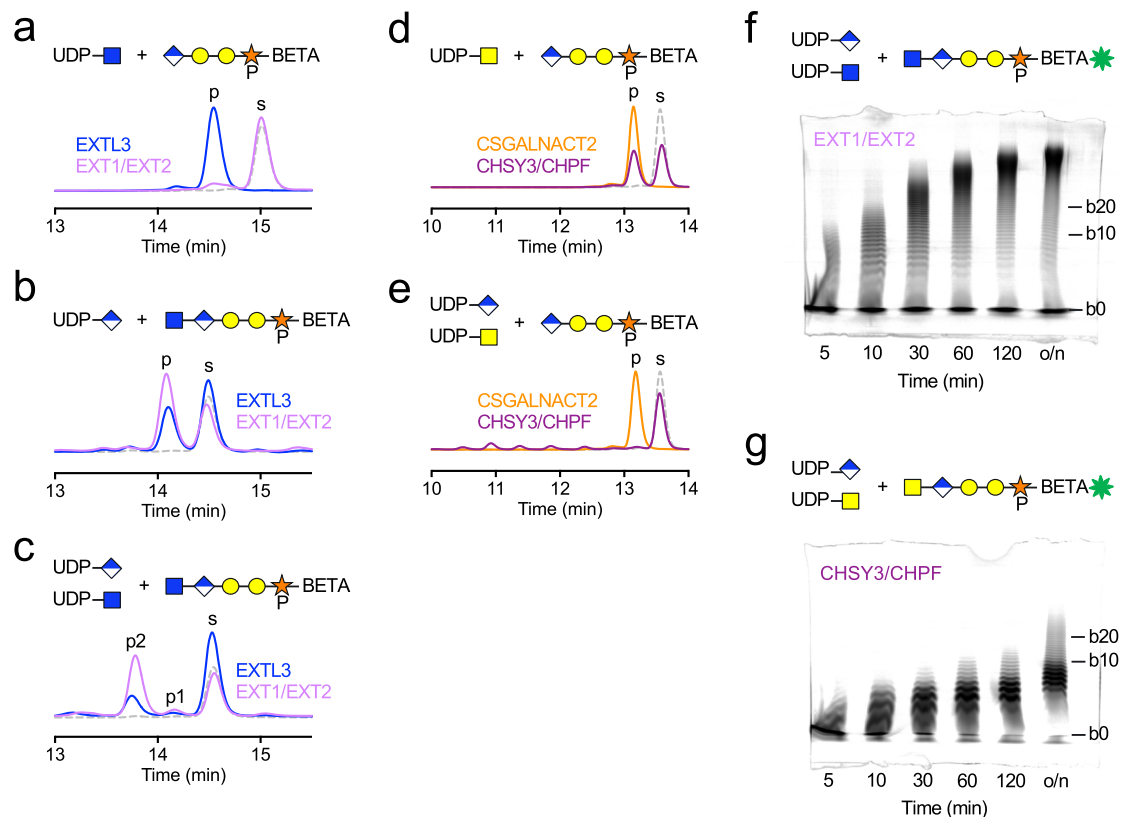 a
UDP + BETA
P
p s
EXTL3
EXT1/EXT2
13 14 15
Time (min)
b
UDP + BETA
P
p s
EXTL3
EXT1/EXT2
13 14 15
Time (min)
c
UDP
UDP + BETA
P
s
p2
p1
EXTL3
EXT1/EXT2
13 14 15
Time (min)
d
UDP + BETA
P
p s
CSGALNACT2
CHSY3/CHPF
10 11 12 13 14
Time (min)
e
UDP
UDP + BETA
P
p s
CSGALNACT2
CHSY3/CHPF
10 11 12 13 14
Time (min)
f
UDP
UDP + BETA
P
EXT1/EXT2
b20
b10
b0
5 10 30 60 120 o/n
Time (min)
g
UDP
UDP + BETA
P
CHSY3/CHPF
b20
b10
b0
5 10 30 60 120 o/n
Time (min)